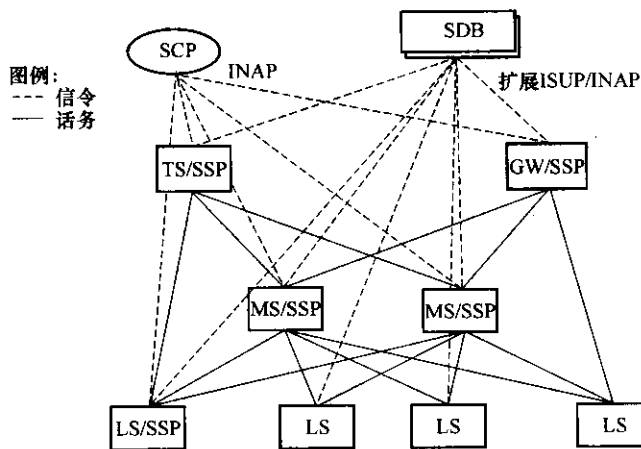 SCP
SDB
图例:
INAP
信令
扩展ISUP/INAP
话务
TS/SSP
GW/SSP
MS/SSP
MS/SSP
LS/SSP
LS
LS
LS